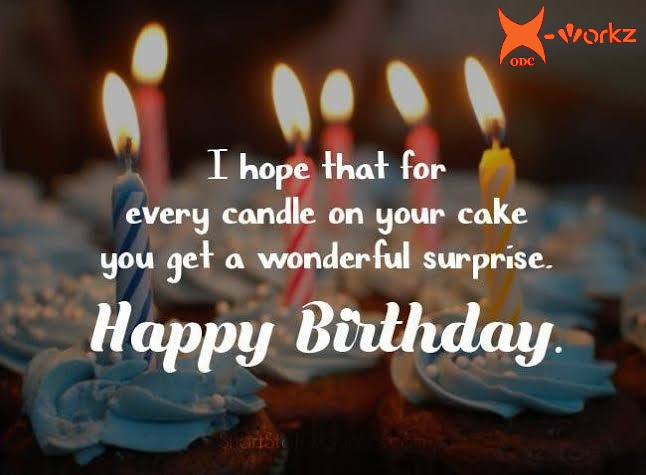 X-Workz
ODC
I hope that for
every candle on your cake
you get a wonderful surprise.
Happy Birthday.